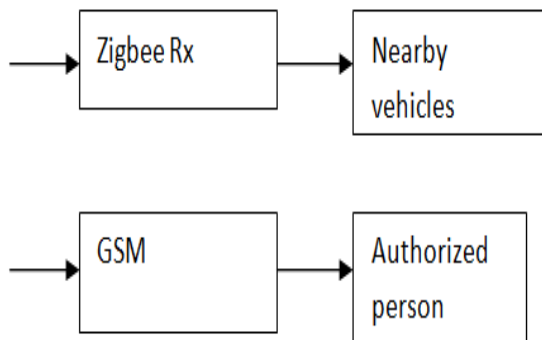 Zigbee Rx
Nearby
vehicles
GSM
Authorized
person